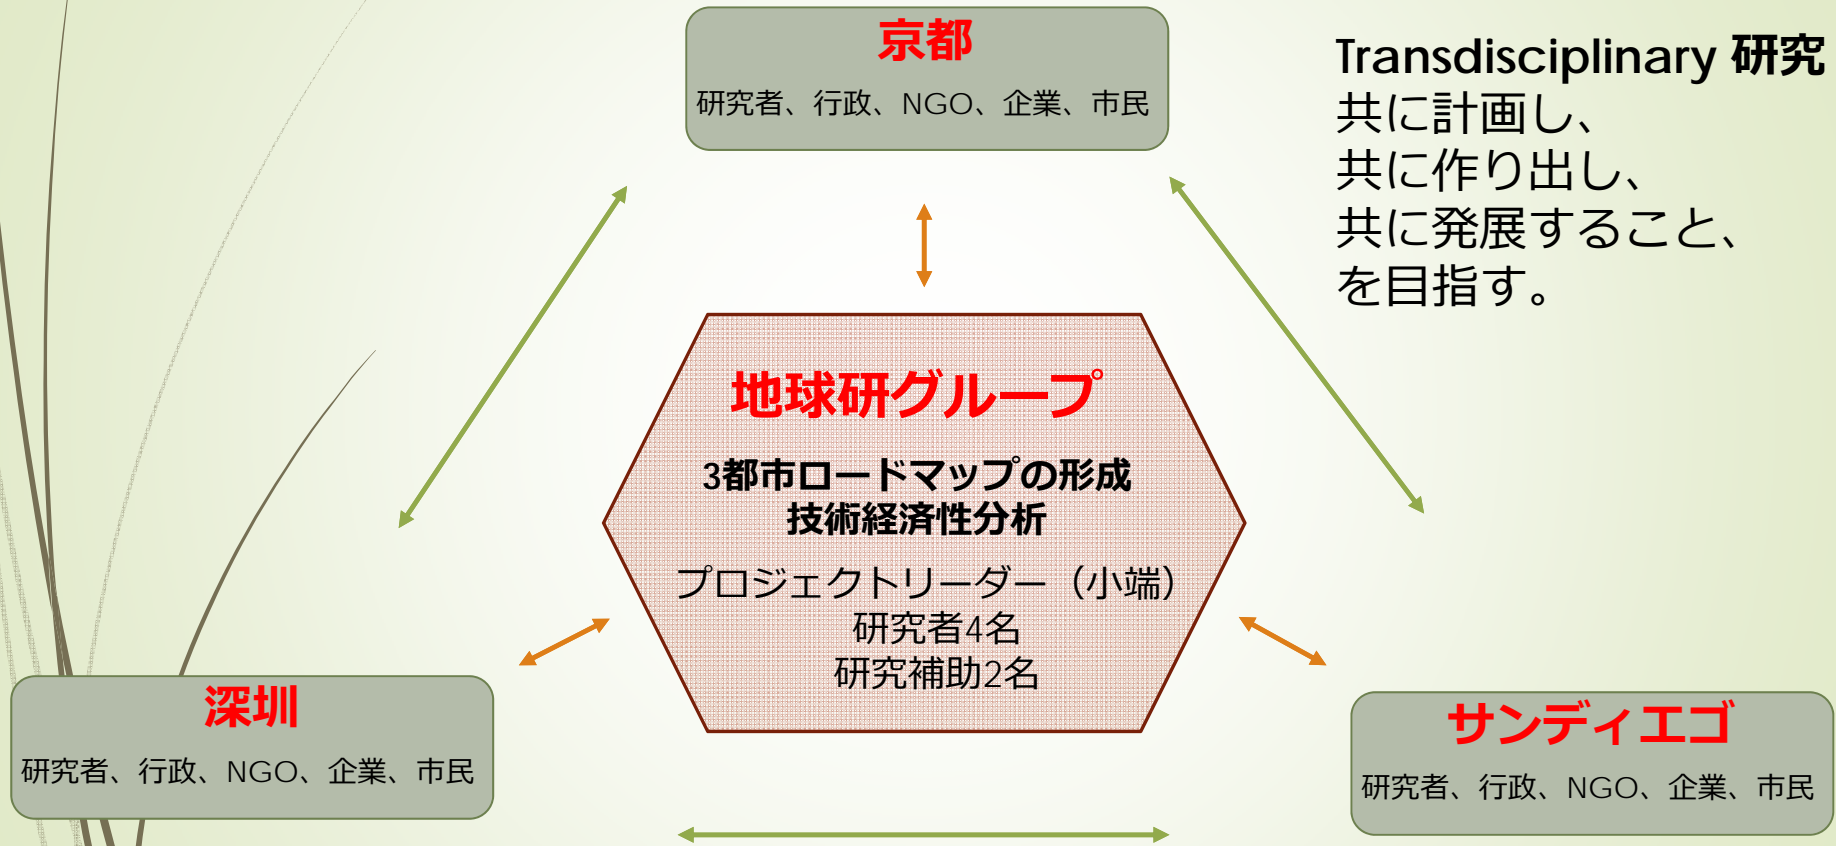 京都
研究者、行政、NGO、企業、市民
Transdisciplinary 研究
共に計画し、
共に作り出し、
共に発展すること、
を目指す。
地球研グループ
3都市ロードマップの形成
技術経済性分析
プロジェクトリーダー（小端）
研究者4名
研究補助2名
深圳
研究者、行政、NGO、企業、市民
サンディエゴ
研究者、行政、NGO、企業、市民